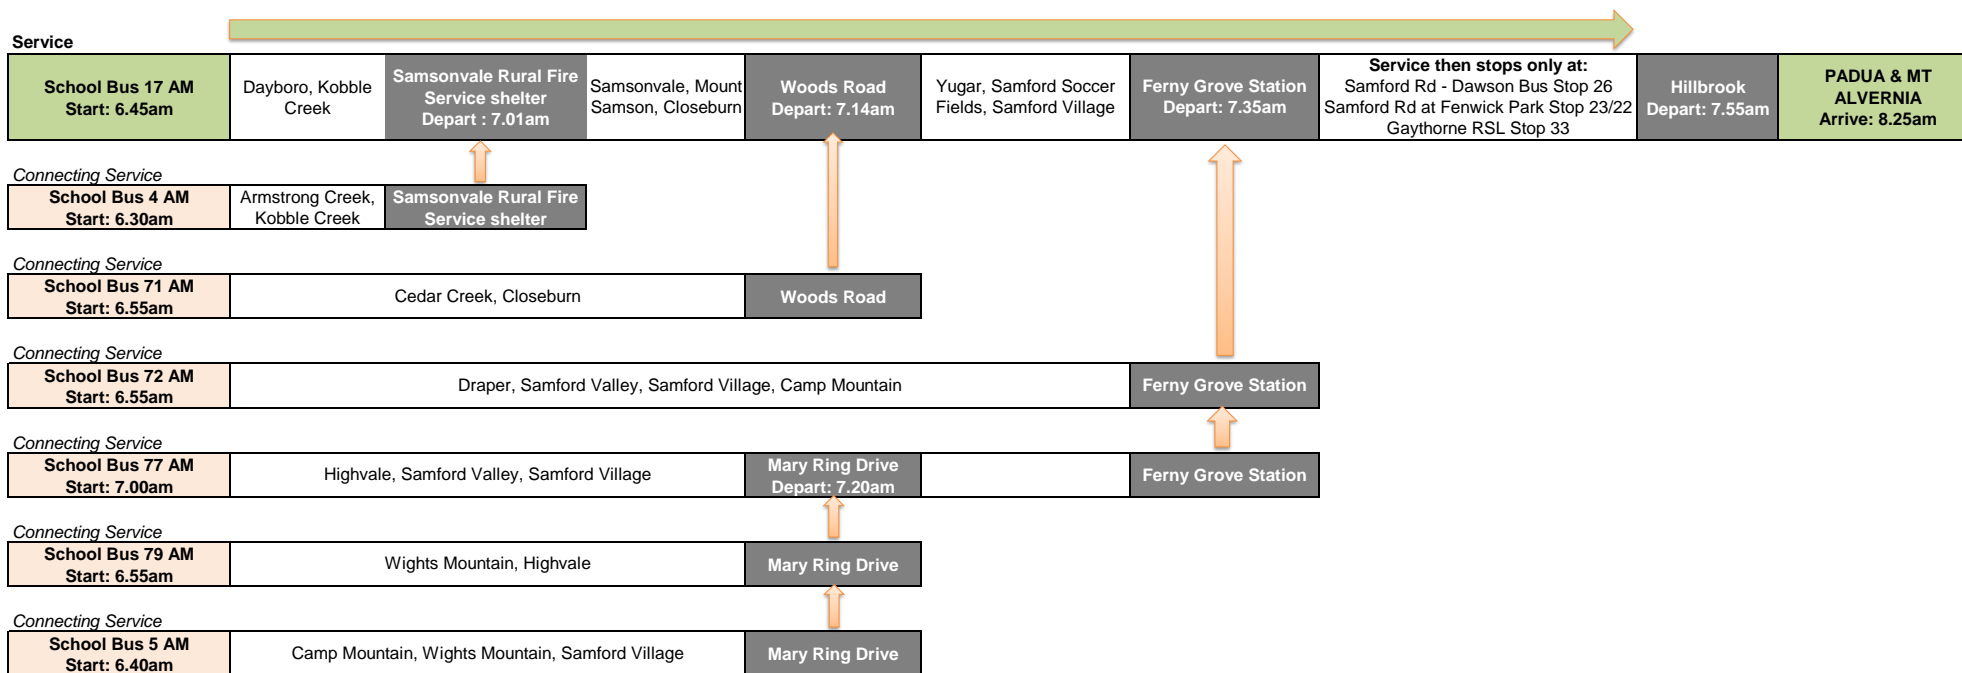 Service
School Bus 17 AM
Start: 6.45am
Dayboro, Kobble
Creek
Samsonvale Rural Fire
Service shelter
Depart : 7.01am
Samsonvale, Mount
Samson, Closeburn
Woods Road
Depart: 7.14am
Yugar, Samford Soccer
Fields, Samford Village
Ferny Grove Station
Depart: 7.35am
Service then stops only at:
Samford Rd - Dawson Bus Stop 26
Samford Rd at Fenwick Park Stop 23/22
Gaythorne RSL Stop 33
Hillbrook
Depart: 7.55am
PADUA & MT
ALVERNIA
Arrive: 8.25am
Connecting Service
School Bus 4 AM
Start: 6.30am
Armstrong Creek,
Kobble Creek
Samsonvale Rural Fire
Service shelter
Connecting Service
School Bus 71 AM
Start: 6.55am
Cedar Creek, Closeburn
Woods Road
Connecting Service
School Bus 72 AM
Start: 6.55am
Draper, Samford Valley, Samford Village, Camp Mountain
Ferny Grove Station
Connecting Service
School Bus 77 AM
Start: 7.00am
Highvale, Samford Valley, Samford Village
Mary Ring Drive
Depart: 7.20am
Ferny Grove Station
Connecting Service
School Bus 79 AM
Start: 6.55am
Wights Mountain, Highvale
Mary Ring Drive
Connecting Service
School Bus 5 AM
Start: 6.40am
Camp Mountain, Wights Mountain, Samford Village
Mary Ring Drive